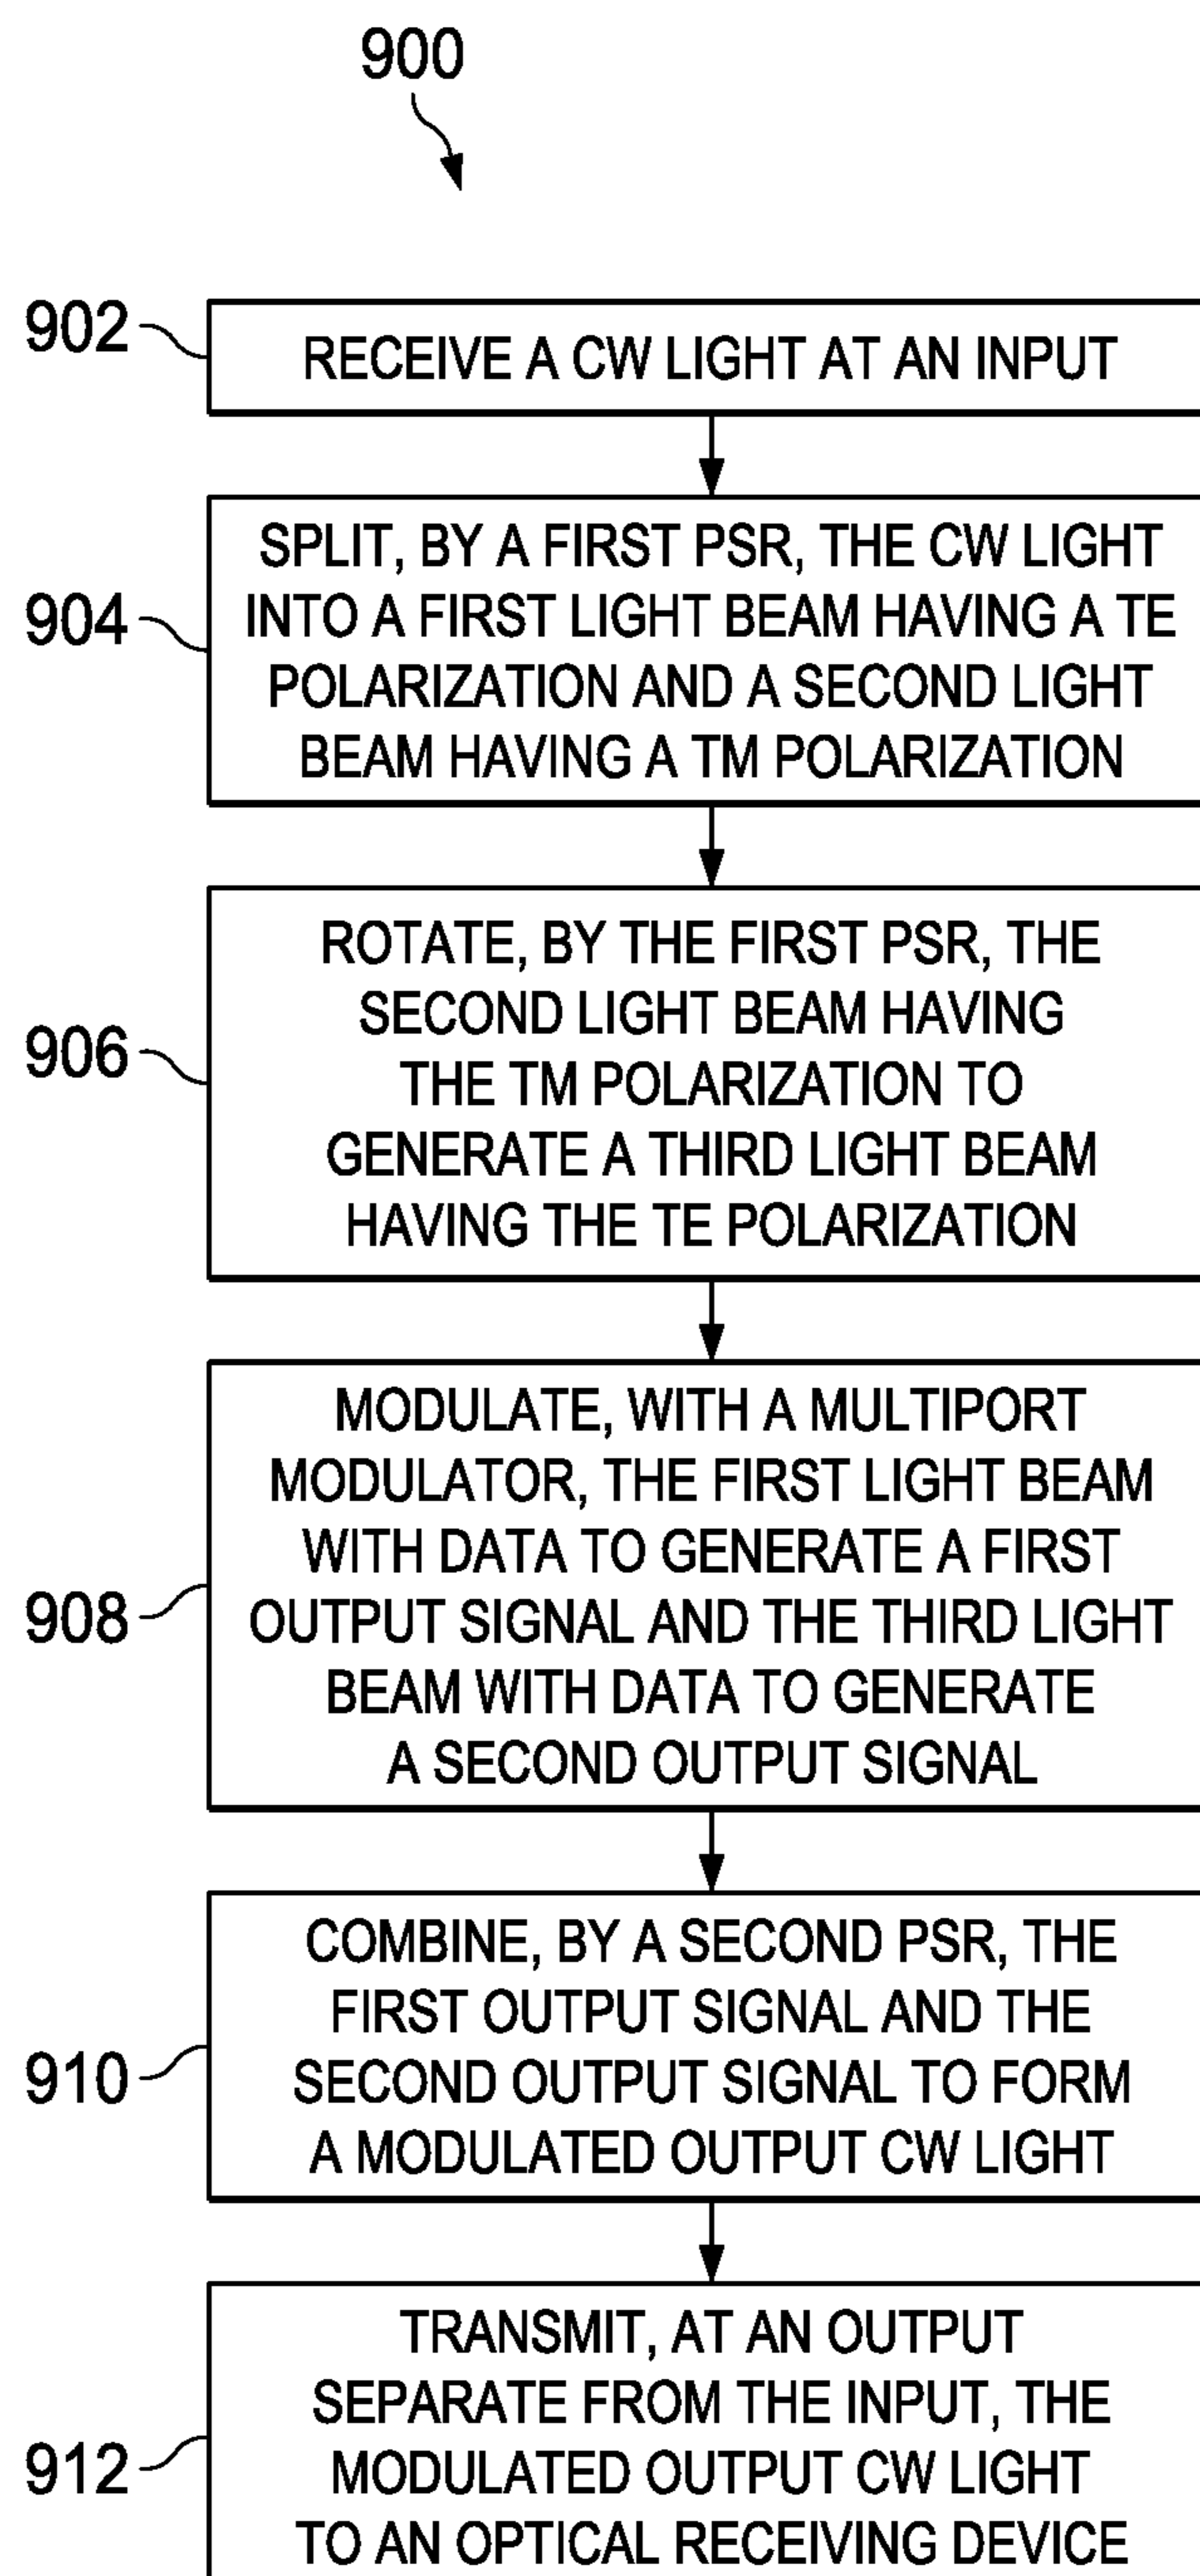 900
902
RECEIVE A CW LIGHT AT AN INPUT
904
SPLIT, BY A FIRST PSR, THE CW LIGHT
INTO A FIRST LIGHT BEAM HAVING A TE
POLARIZATION AND A SECOND LIGHT
BEAM HAVING A TM POLARIZATION
906
ROTATE, BY THE FIRST PSR, THE
SECOND LIGHT BEAM HAVING
THE TM POLARIZATION TO
GENERATE A THIRD LIGHT BEAM
HAVING THE TE POLARIZATION
908
MODULATE, WITH A MULTIPORT
MODULATOR, THE FIRST LIGHT BEAM
WITH DATA TO GENERATE A FIRST
OUTPUT SIGNAL AND THE THIRD LIGHT
BEAM WITH DATA TO GENERATE
A SECOND OUTPUT SIGNAL
910
COMBINE, BY A SECOND PSR, THE
FIRST OUTPUT SIGNAL AND THE
SECOND OUTPUT SIGNAL TO FORM
A MODULATED OUTPUT CW LIGHT
912
TRANSMIT, AT AN OUTPUT
SEPARATE FROM THE INPUT, THE
MODULATED OUTPUT CW LIGHT
TO AN OPTICAL RECEIVING DEVICE